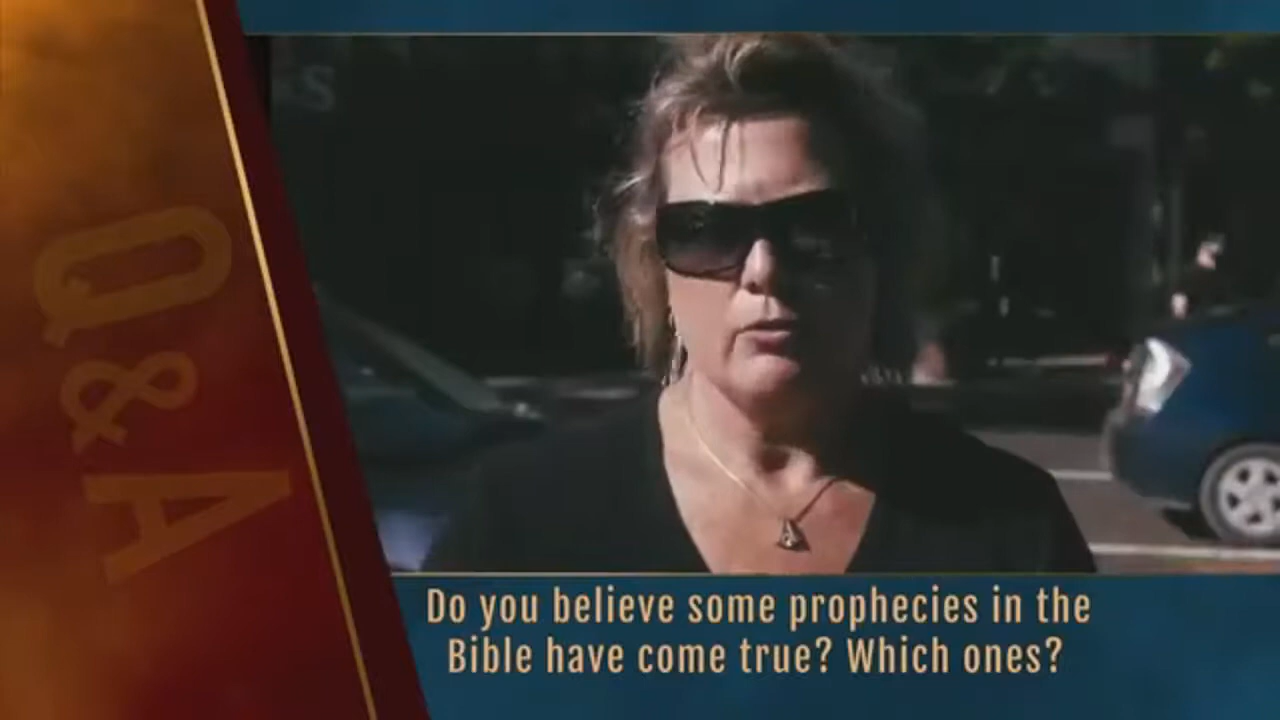 Q&A
Do you believe some prophecies in the
Bible have come true? Which ones?